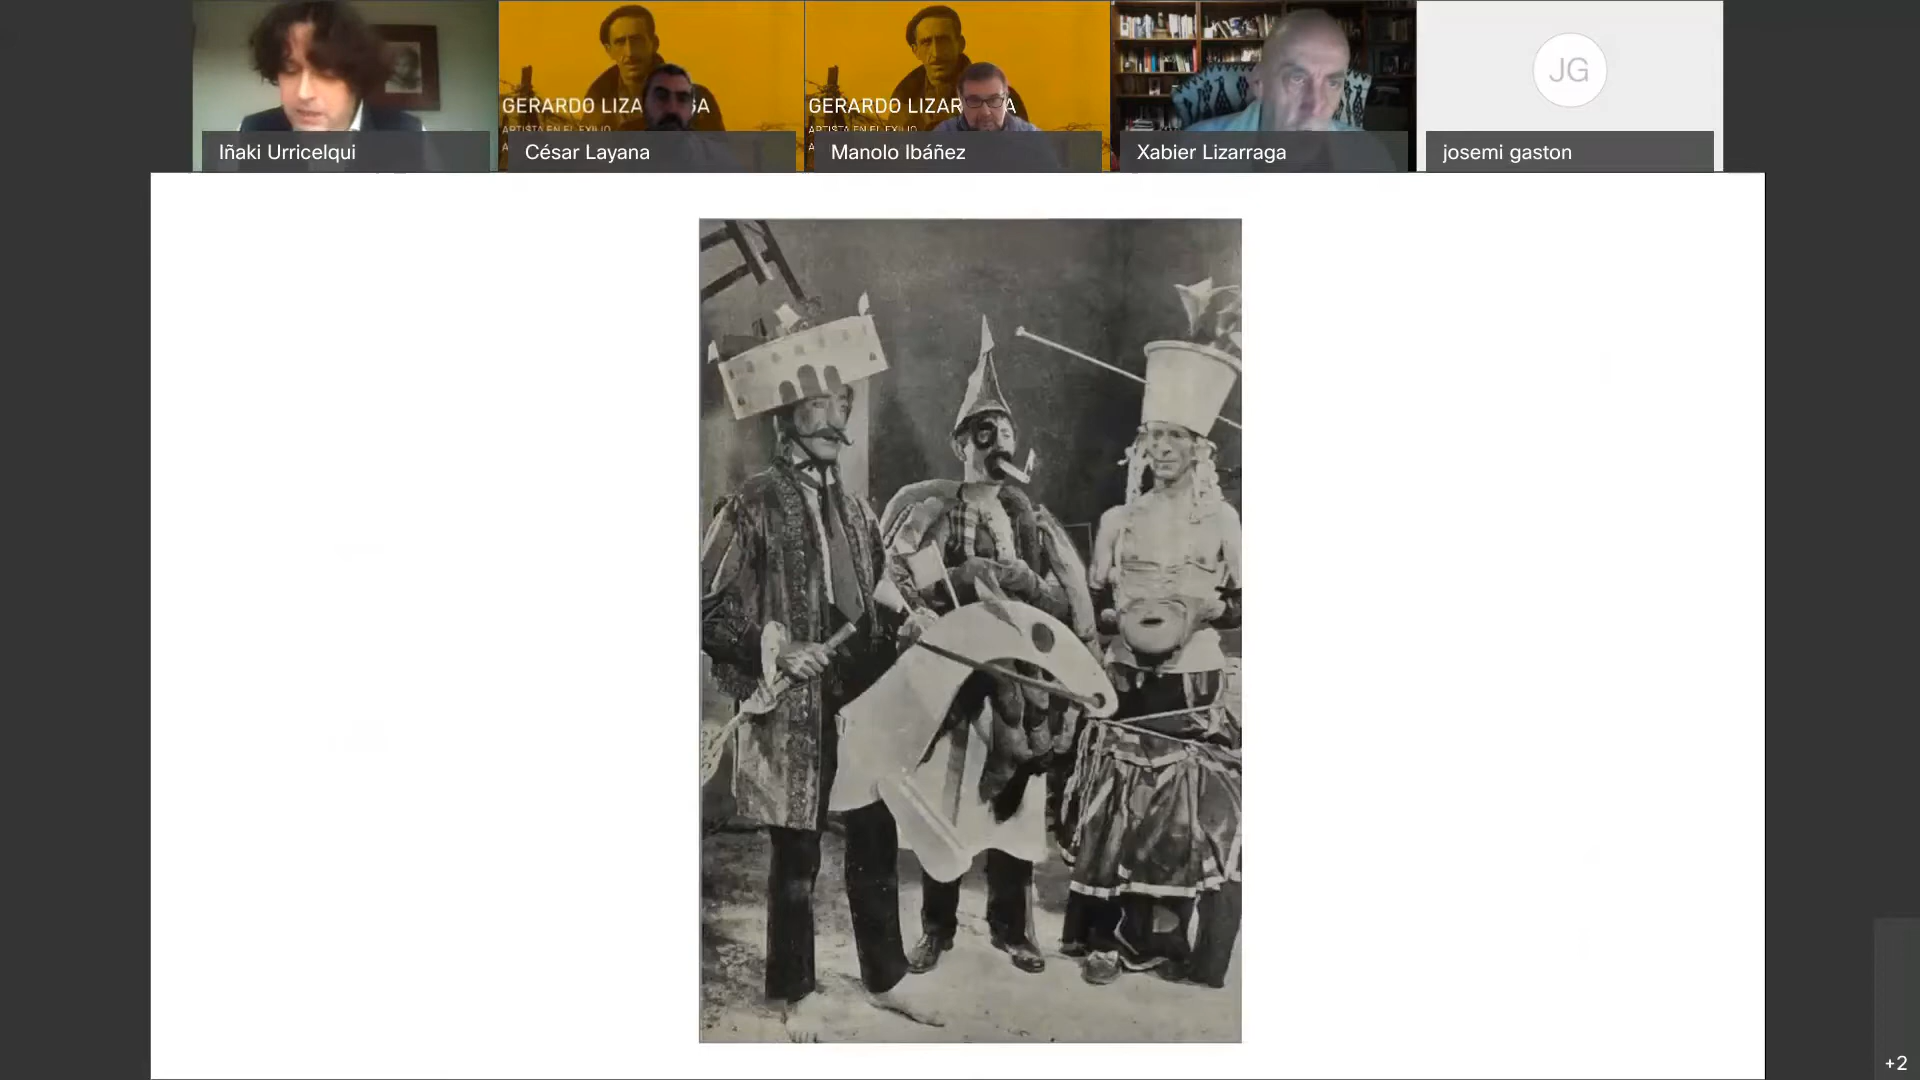 GERARDO LIZA GA
ARTISTA EN EL EXILIO
A
GERARDO LIZAR A
ARTISTA EN EL EXILIO
A
JG
Iñaki Urricelqui
César Layana
Manolo Ibáñez
Xabier Lizarraga
josemi gaston
+2